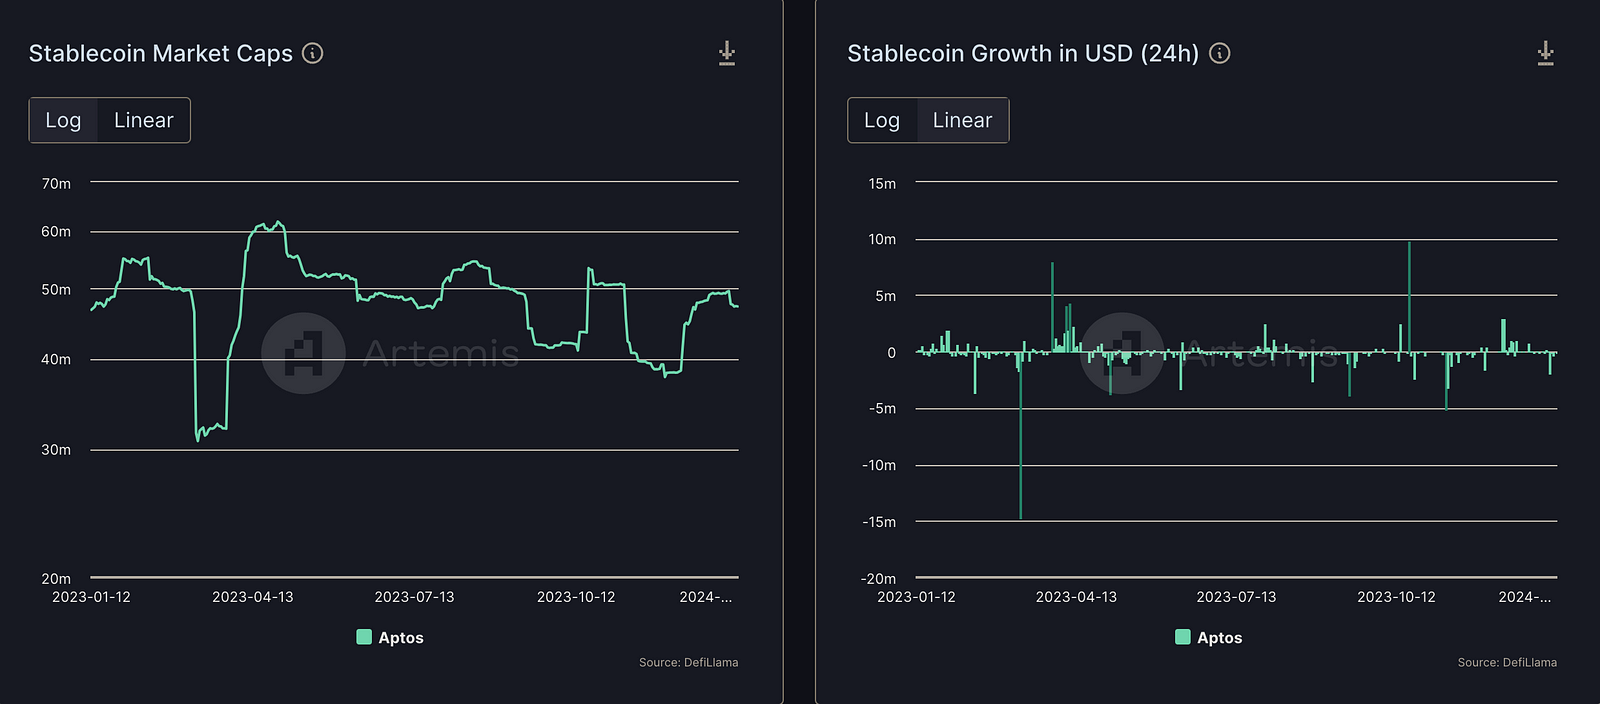 Stablecoin Market Caps
Log Linear
70m
60m
50m
40m
30m
20m
Artemis
2023-01-12 2023-04-13 2023-07-13 2023-10-12 2024-...
Aptos
Source: DefiLlama
Stablecoin Growth in USD (24h)
Log Linear
15m
10m
5m
0
-5m
-10m
-15m
-20m
Artemis
2023-01-12 2023-04-13 2023-07-13 2023-10-12 2024-...
Aptos
Source: DefiLlama